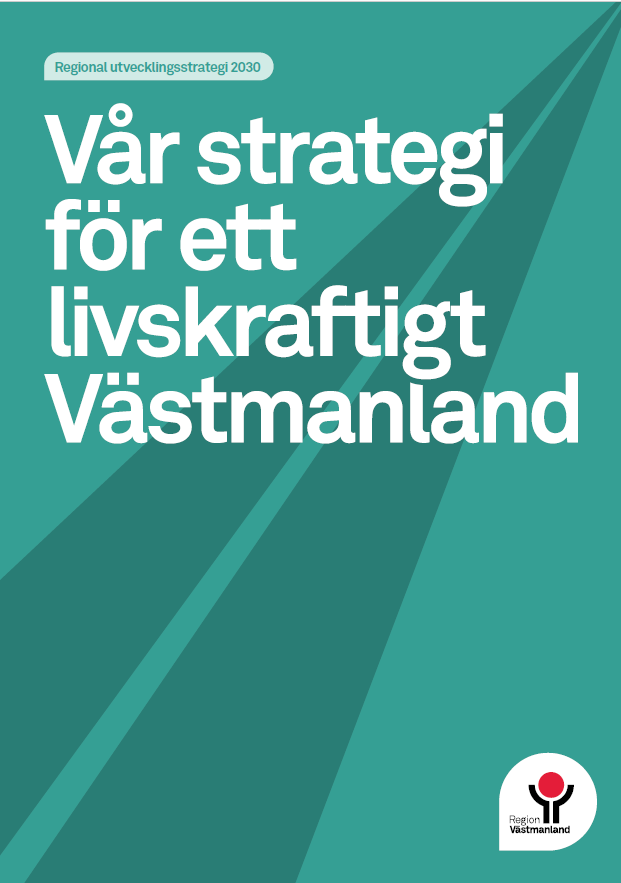 Regional utvecklingsstrategi 2030
Vår strategi
för ett
livskraftigt
Västmanland
Region
Västmanland